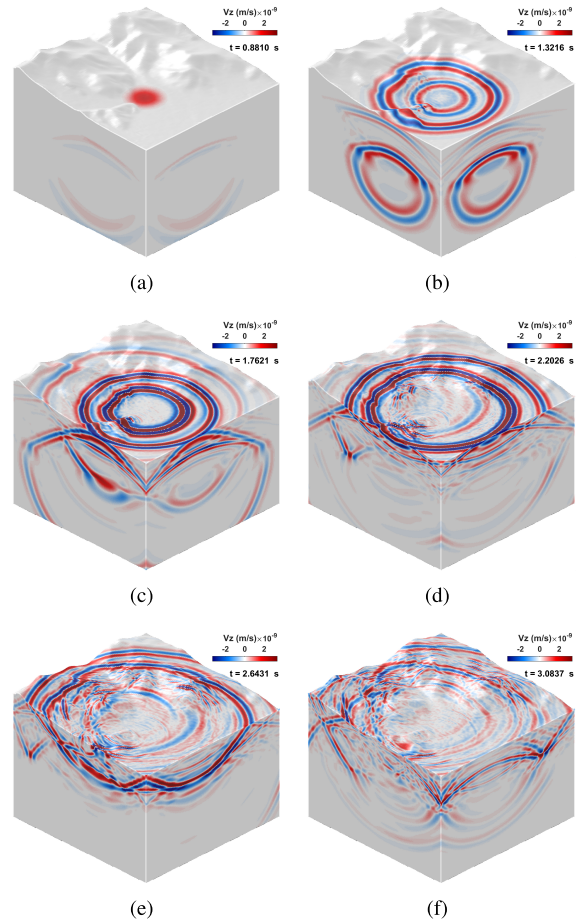 Vz (m/s)×10⁻⁹
-2 0 2
t = 0.8810 s
(a)
Vz (m/s)×10⁻⁹
-2 0 2
t = 1.3216 s
(b)
Vz (m/s)×10⁻⁹
-2 0 2
t = 1.7621 s
(c)
Vz (m/s)×10⁻⁹
-2 0 2
t = 2.2026 s
(d)
Vz (m/s)×10⁻⁹
-2 0 2
t = 2.6431 s
(e)
Vz (m/s)×10⁻⁹
-2 0 2
t = 3.0837 s
(f)